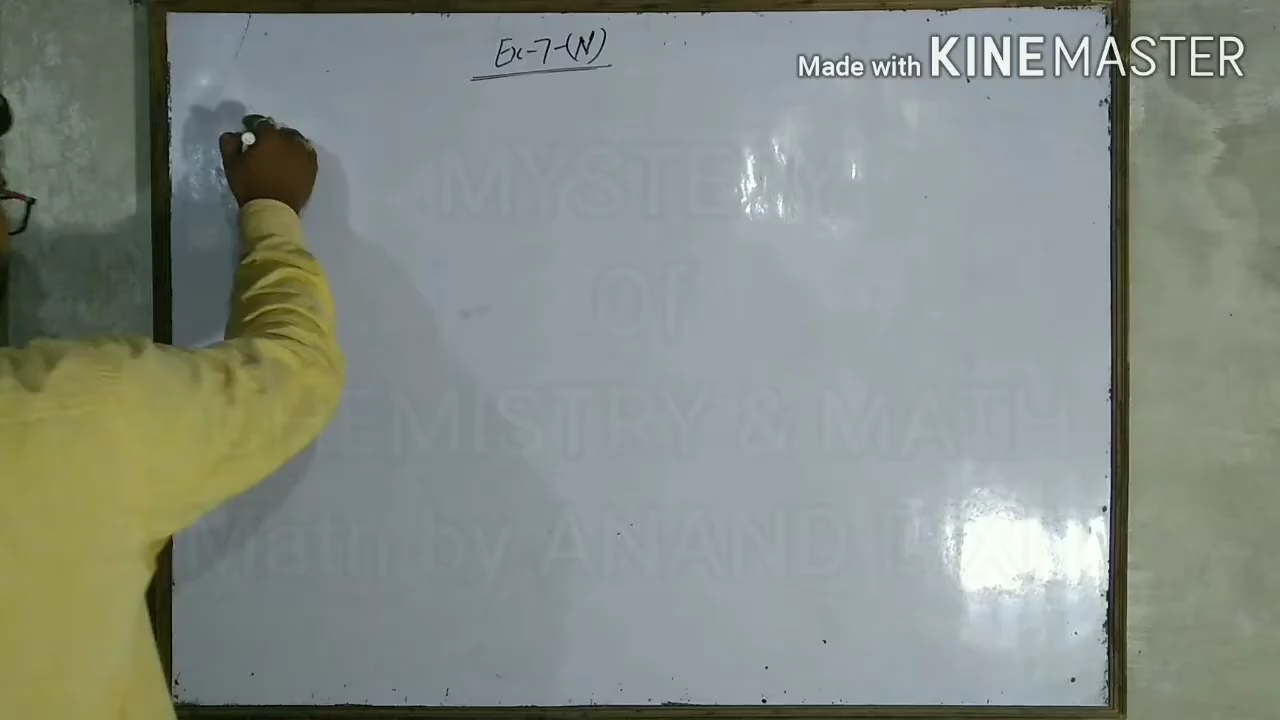 Ex-7-(N)
Made with KINEMASTER
MYSTERY
Of
CHEMISTRY & MATH
Math by ANAND